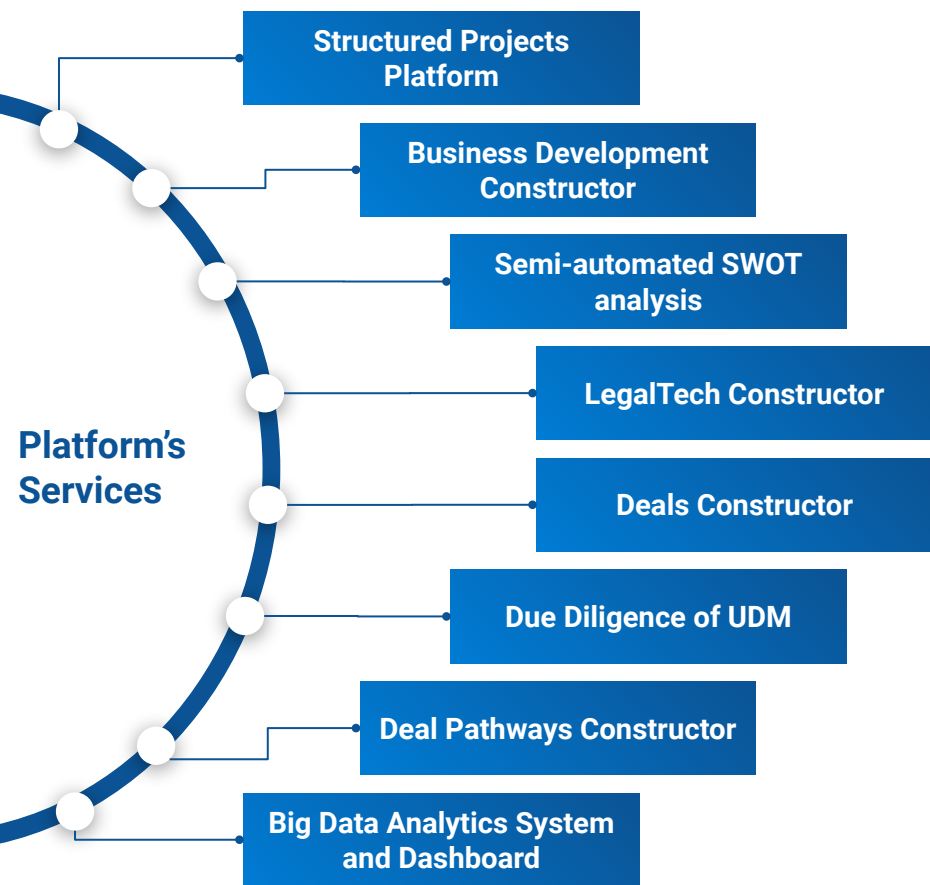 Structured Projects
Platform
Business Development
Constructor
Semi-automated SWOT
analysis
LegalTech Constructor
Platform’s
Services
Deals Constructor
Due Diligence of UDM
Deal Pathways Constructor
Big Data Analytics System
and Dashboard